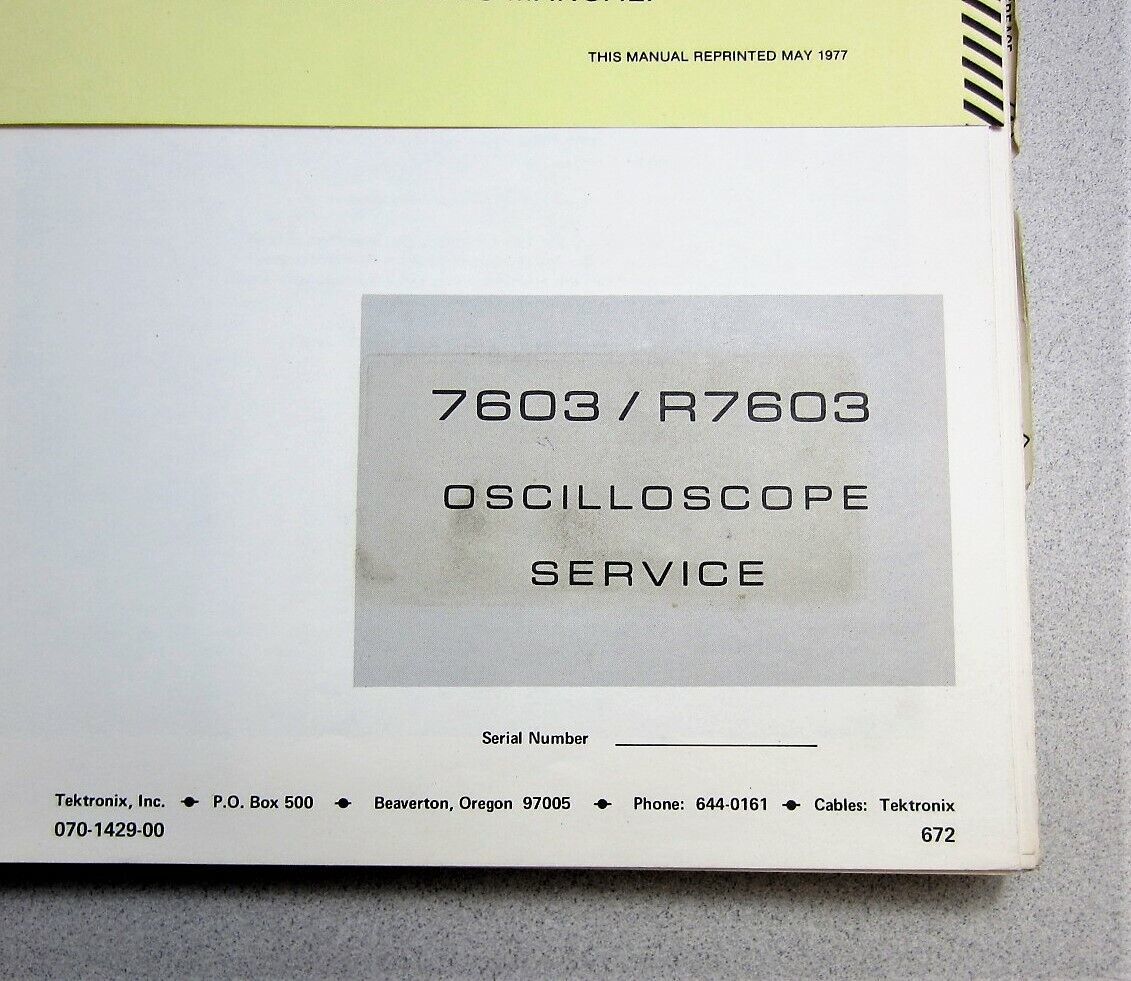 MANUAL.
THIS MANUAL REPRINTED MAY 1977
7603 / R7603
OSCILLOSCOPE
SERVICE
Serial Number
Tektronix, Inc. P.O. Box 500 Beaverton, Oregon 97005 Phone: 644-0161 Cables: Tektronix
070-1429-00 672